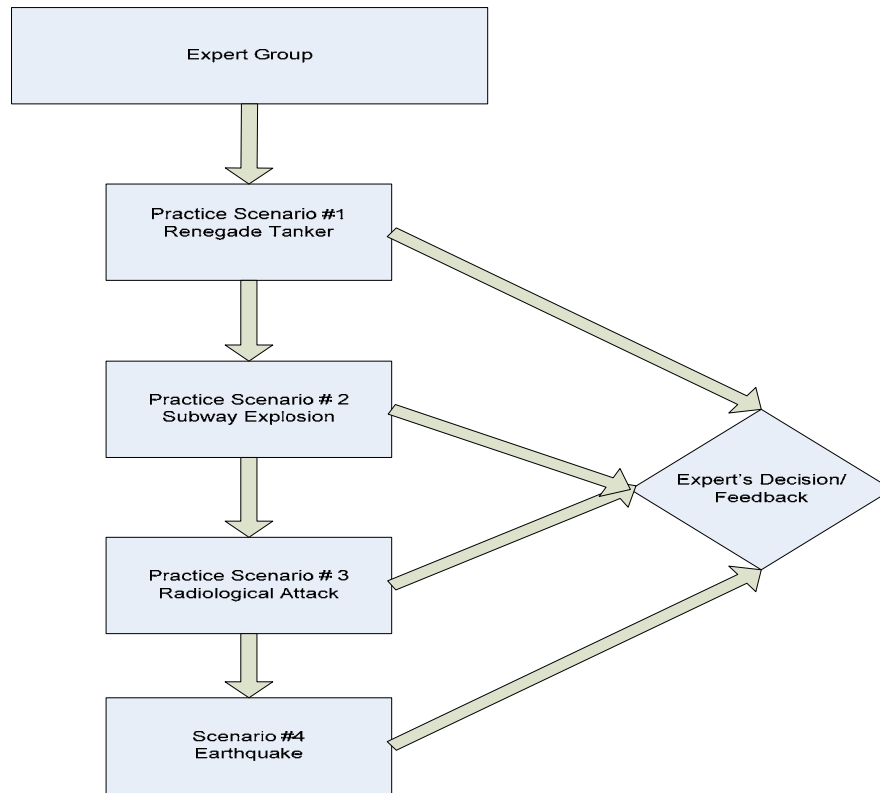 Expert Group
Practice Scenario #1
Renegade Tanker
Practice Scenario # 2
Subway Explosion
Expert's Decision/
Feedback
Practice Scenario # 3
Radiological Attack
Scenario #4
Earthquake